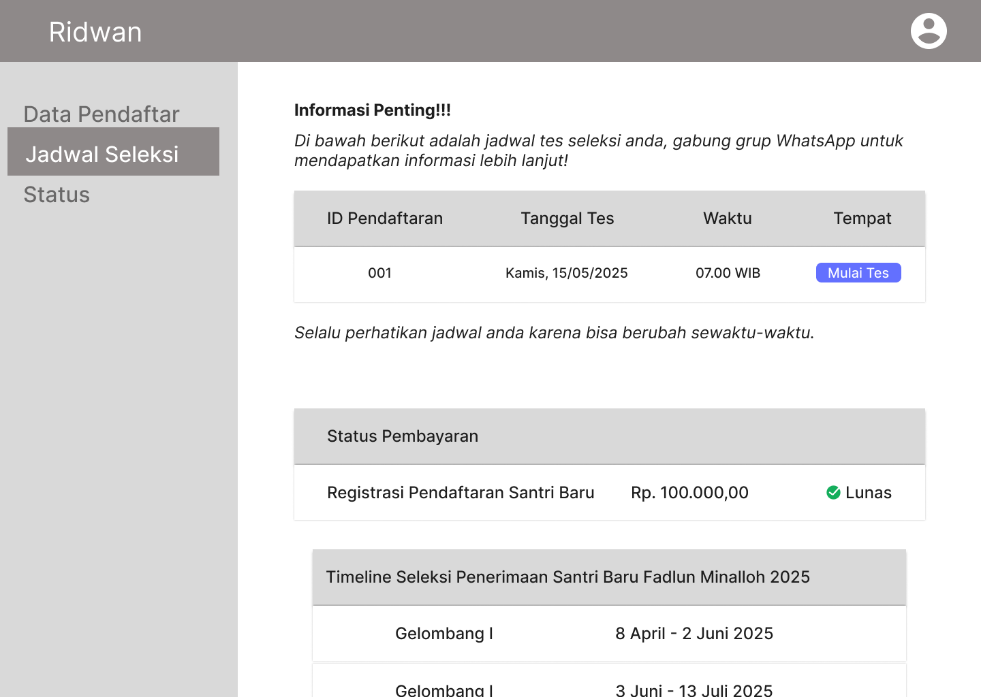 Ridwan
Data Pendaftar
Jadwal Seleksi
Status
Informasi Penting!!!
Di bawah berikut adalah jadwal tes seleksi anda, gabung grup WhatsApp untuk
mendapatkan informasi lebih lanjut!
ID Pendaftaran Tanggal Tes Waktu Tempat
001 Kamis, 15/05/2025 07.00 WIB Mulai Tes
Selalu perhatikan jadwal anda karena bisa berubah sewaktu-waktu.
Status Pembayaran
Registrasi Pendaftaran Santri Baru Rp. 100.000,00 Lunas
Timeline Seleksi Penerimaan Santri Baru Fadlun Minalloh 2025
Gelombang I 8 April - 2 Juni 2025
Gelombang I 3 Juni - 13 Juli 2025